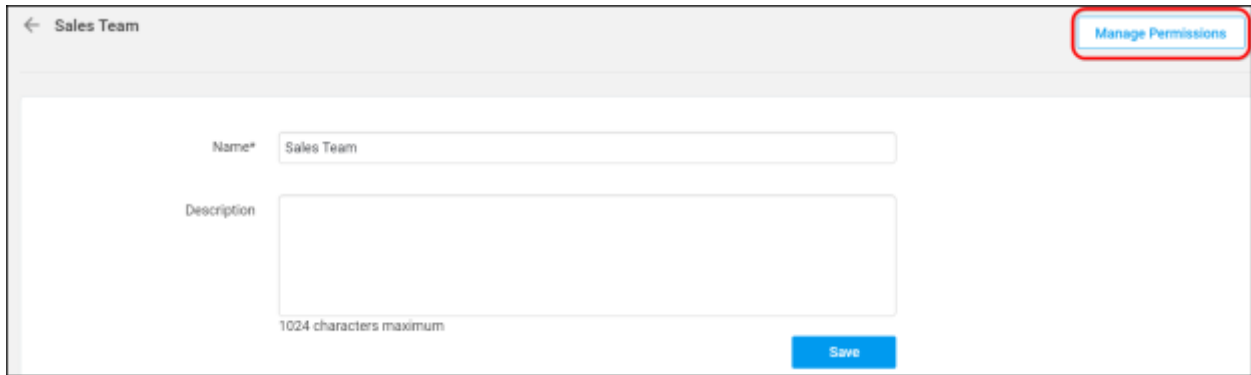 Sales Team
Manage Permissions
Name* Sales Team
Description
1024 characters maximum
Save